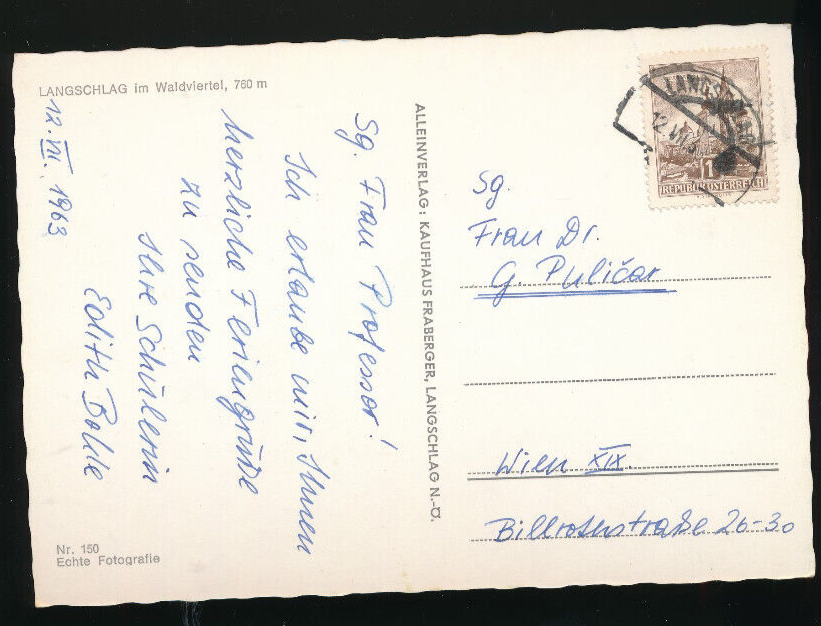 LANGSCHLAG im Waldviertel, 760 m
12. VII. 1963
Sg. Frau Professor!
Ich erlaube mir, Ihnen
herzliche Feriengrüße
zu senden
Ihre Schülerin
Edith
Nr. 150
Echte Fotografie
ALLEINVERLAG: KAUFHAUS FRABERGER, LANGSCHLAG N.-Ö.
1
REPUBLIK ÖSTERREICH
Sg.
Frau Dr.
G. Puličar
Wien XIX.
Billrothstraße 26-30